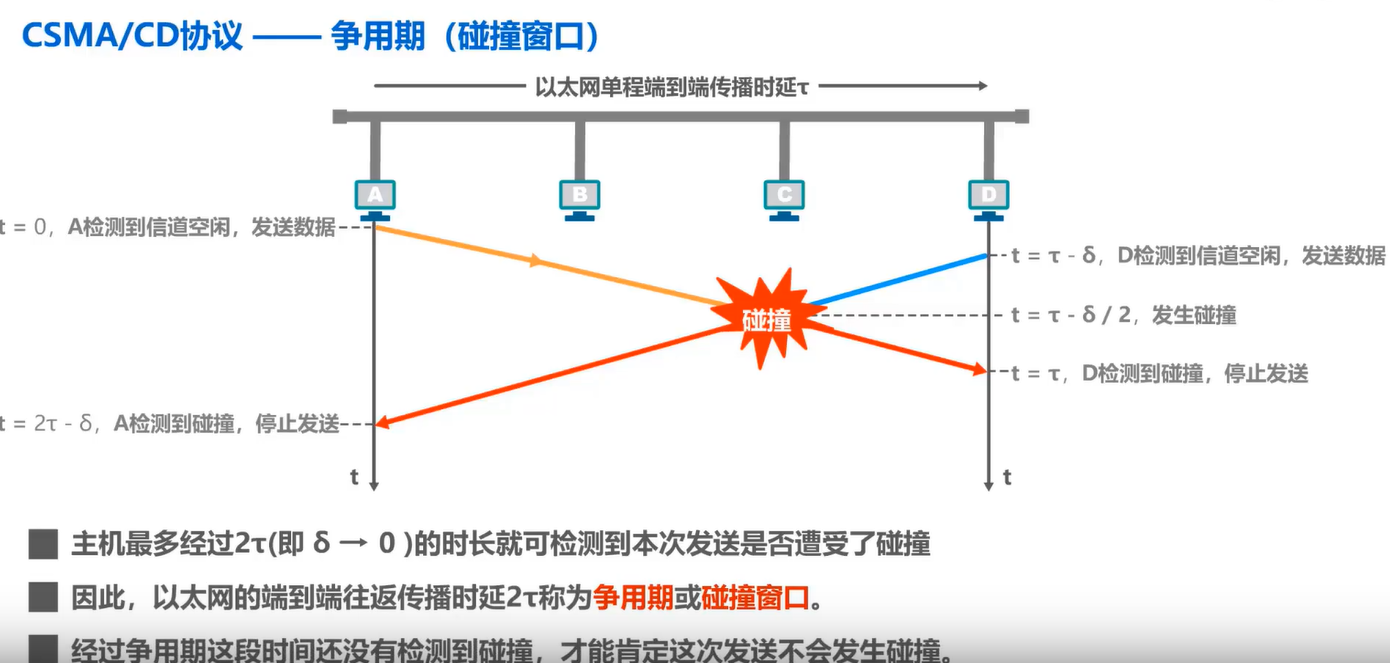 CSMA/CD协议 —— 争用期（碰撞窗口）
以太网单程端到端传播时延τ
A
B
C
D
t = 0，A检测到信道空闲，发送数据
t = τ - δ，D检测到信道空闲，发送数据
碰撞
t = τ - δ / 2，发生碰撞
t = τ，D检测到碰撞，停止发送
t = 2τ - δ，A检测到碰撞，停止发送
t
t
主机最多经过2τ(即 δ → 0 )的时长就可检测到本次发送是否遭受了碰撞
因此，以太网的端到端往返传播时延2τ称为争用期或碰撞窗口。
经过争用期这段时间还没有检测到碰撞，才能肯定这次发送不会发生碰撞。